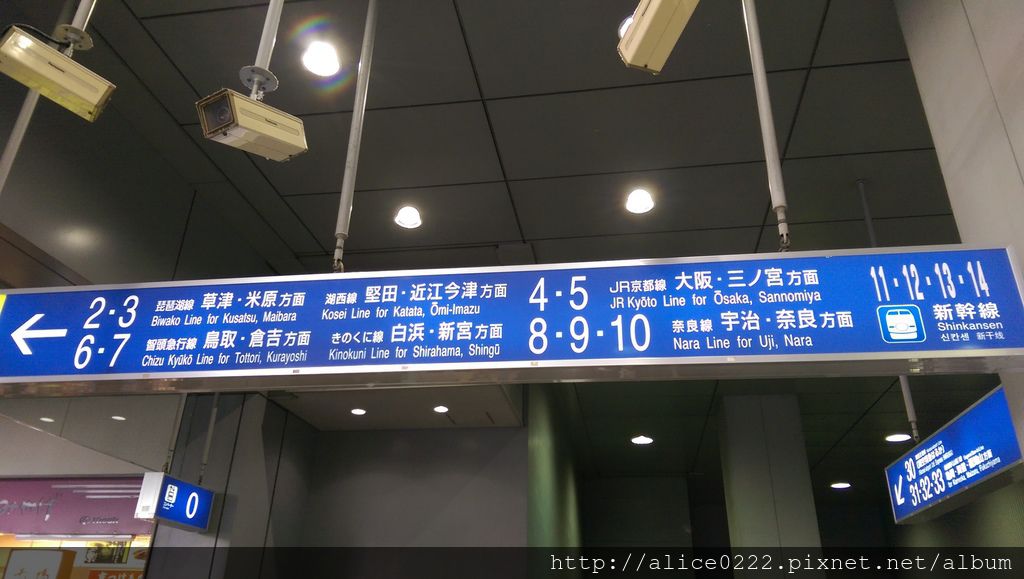 2・3 琵琶湖線 草津・米原方面
Biwako Line for Kusatsu, Maibara
湖西線 堅田・近江今津方面
Kosei Line for Katata, Ōmi-Imazu
6・7 智頭急行線 鳥取・倉吉方面
Chizu Kyūkō Line for Tottori, Kurayoshi
きのくに線 白浜・新宮方面
Kinokuni Line for Shirahama, Shingū
4・5 JR京都線 大阪・三ノ宮方面
JR Kyōto Line for Ōsaka, Sannomiya
8・9・10 奈良線 宇治・奈良方面
Nara Line for Uji, Nara
11・12・13・14
新幹線
Shinkansen
신칸센 新干线
30
31・32・33
0
http://alice0222.pixnet.net/album